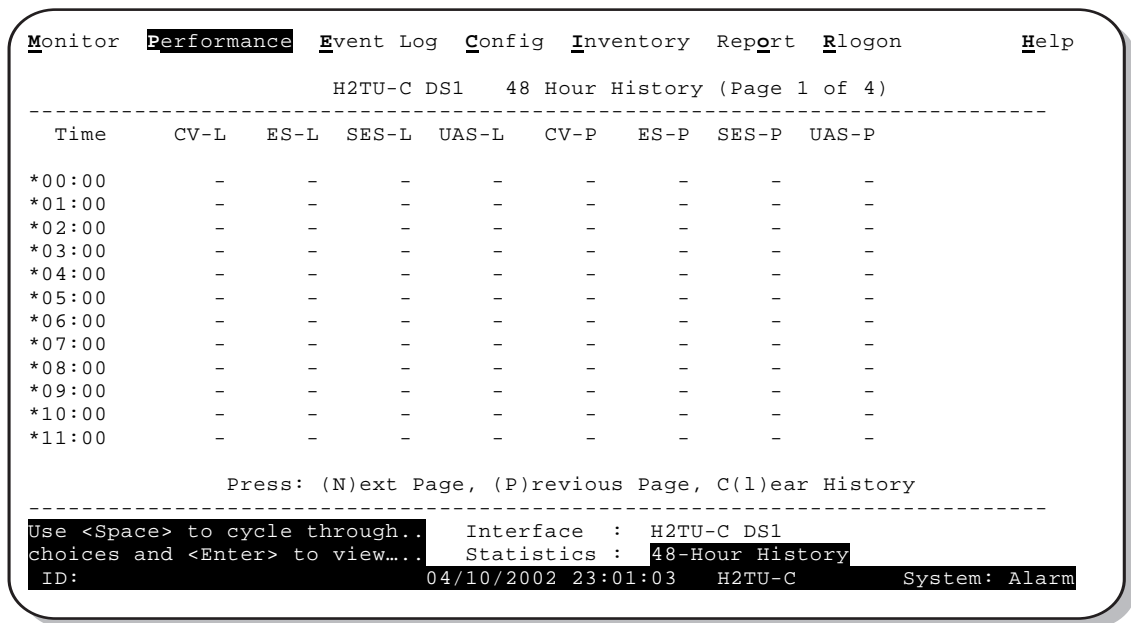 Monitor Performance Event Log Config Inventory Report Rlogon Help
H2TU-C DS1 48 Hour History (Page 1 of 4)
--------------------------------------------------------------------------------
Time CV-L ES-L SES-L UAS-L CV-P ES-P SES-P UAS-P
*00:00 - - - - - - - -
*01:00 - - - - - - - -
*02:00 - - - - - - - -
*03:00 - - - - - - - -
*04:00 - - - - - - - -
*05:00 - - - - - - - -
*06:00 - - - - - - - -
*07:00 - - - - - - - -
*08:00 - - - - - - - -
*09:00 - - - - - - - -
*10:00 - - - - - - - -
*11:00 - - - - - - - -
Press: (N)ext Page, (P)revious Page, C(l)ear History
--------------------------------------------------------------------------------
Use <Space> to cycle through.. Interface : H2TU-C DS1
choices and <Enter> to view….. Statistics : 48-Hour History
ID: 04/10/2002 23:01:03 H2TU-C System: Alarm